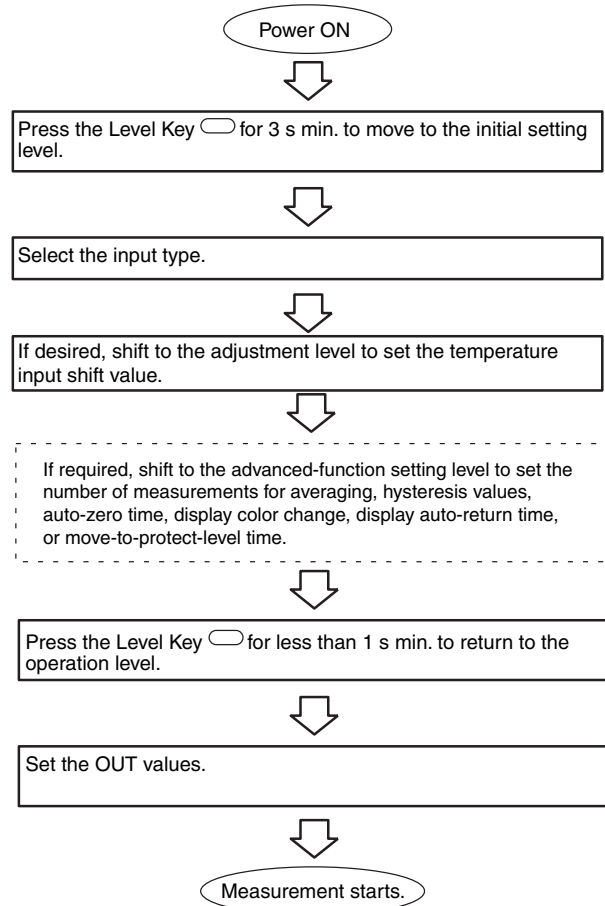 Power ON
Press the Level Key for 3 s min. to move to the initial setting
level.
Select the input type.
If desired, shift to the adjustment level to set the temperature
input shift value.
If required, shift to the advanced-function setting level to set the
number of measurements for averaging, hysteresis values,
auto-zero time, display color change, display auto-return time,
or move-to-protect-level time.
Press the Level Key for less than 1 s min. to return to the
operation level.
Set the OUT values.
Measurement starts.